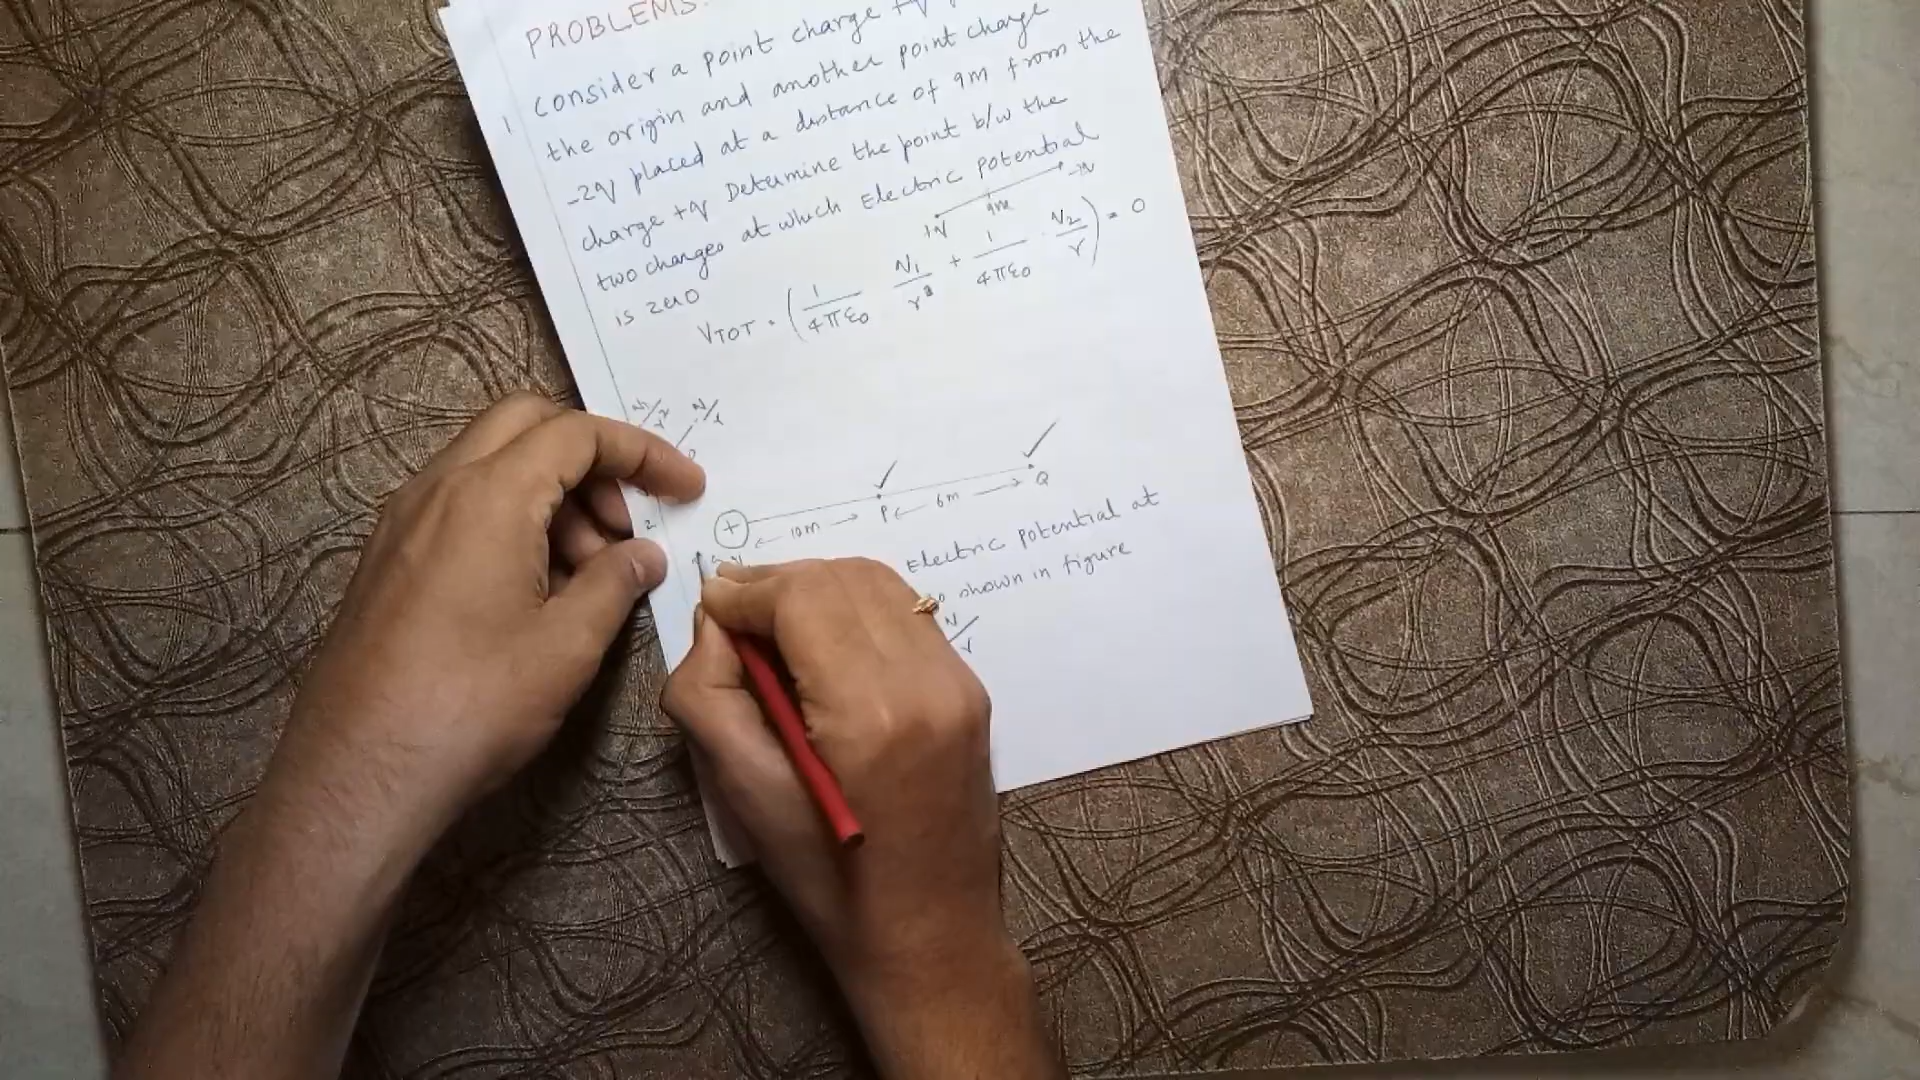 PROBLEMS.
1 Consider a point charge +q
the origin and another point charge
-2q placed at a distance of 9m from the
charge +q Determine the point b/w the
two charges at which Electric potential
is zero
+q 9m -2q
VTOT = (1/4πε0 q1/r + 1/4πε0 · q2/r) = 0
2. + 10m P 6m Q
Electric potential at
shown in figure